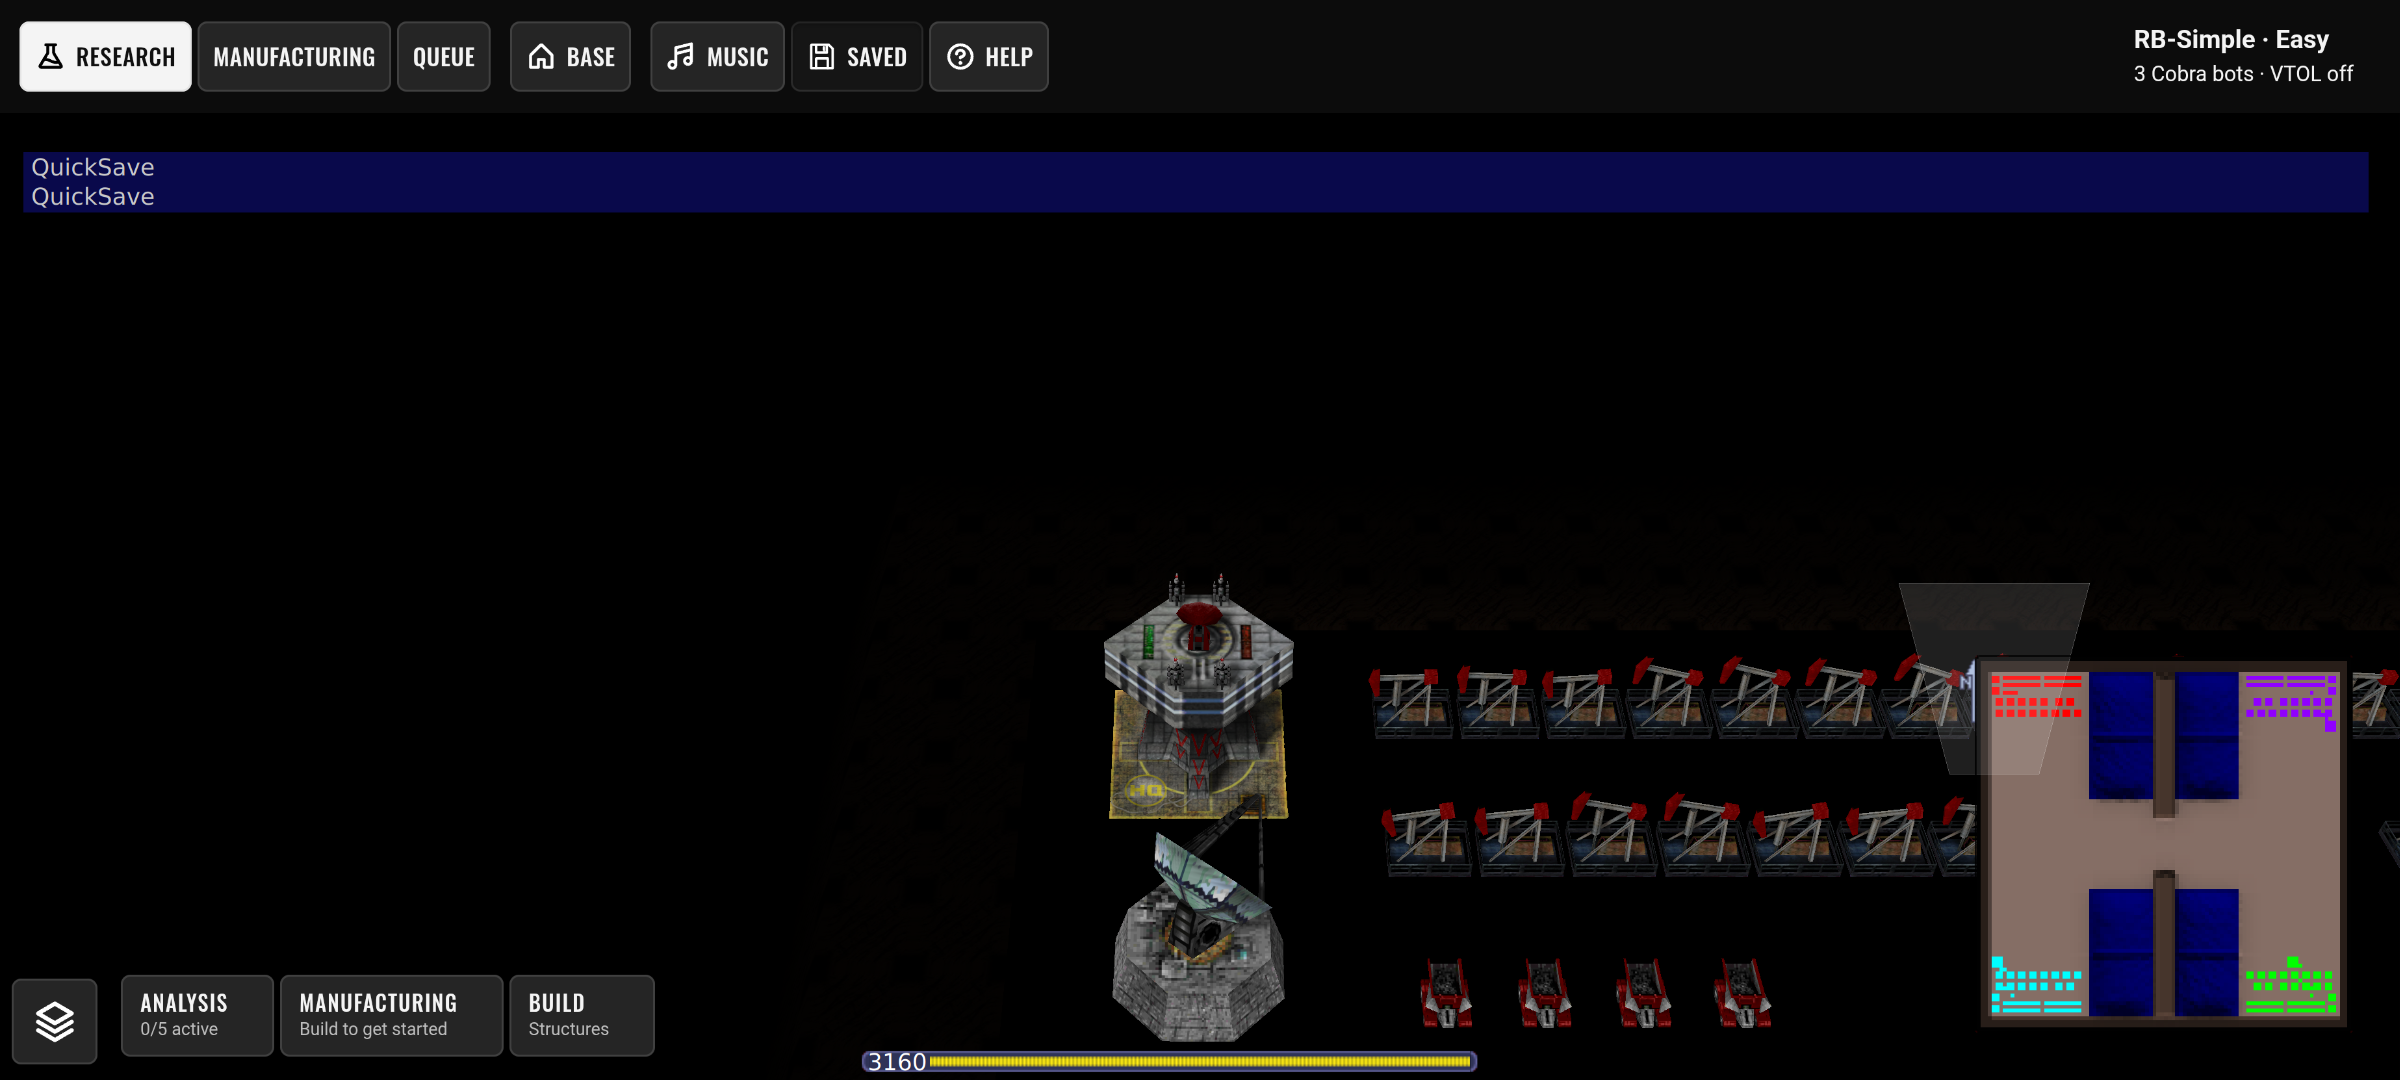 RESEARCH
MANUFACTURING
QUEUE
BASE
MUSIC
SAVED
HELP
RB-Simple · Easy
3 Cobra bots · VTOL off
QuickSave
QuickSave
HQ
N
ANALYSIS
0/5 active
MANUFACTURING
Build to get started
BUILD
Structures
3160